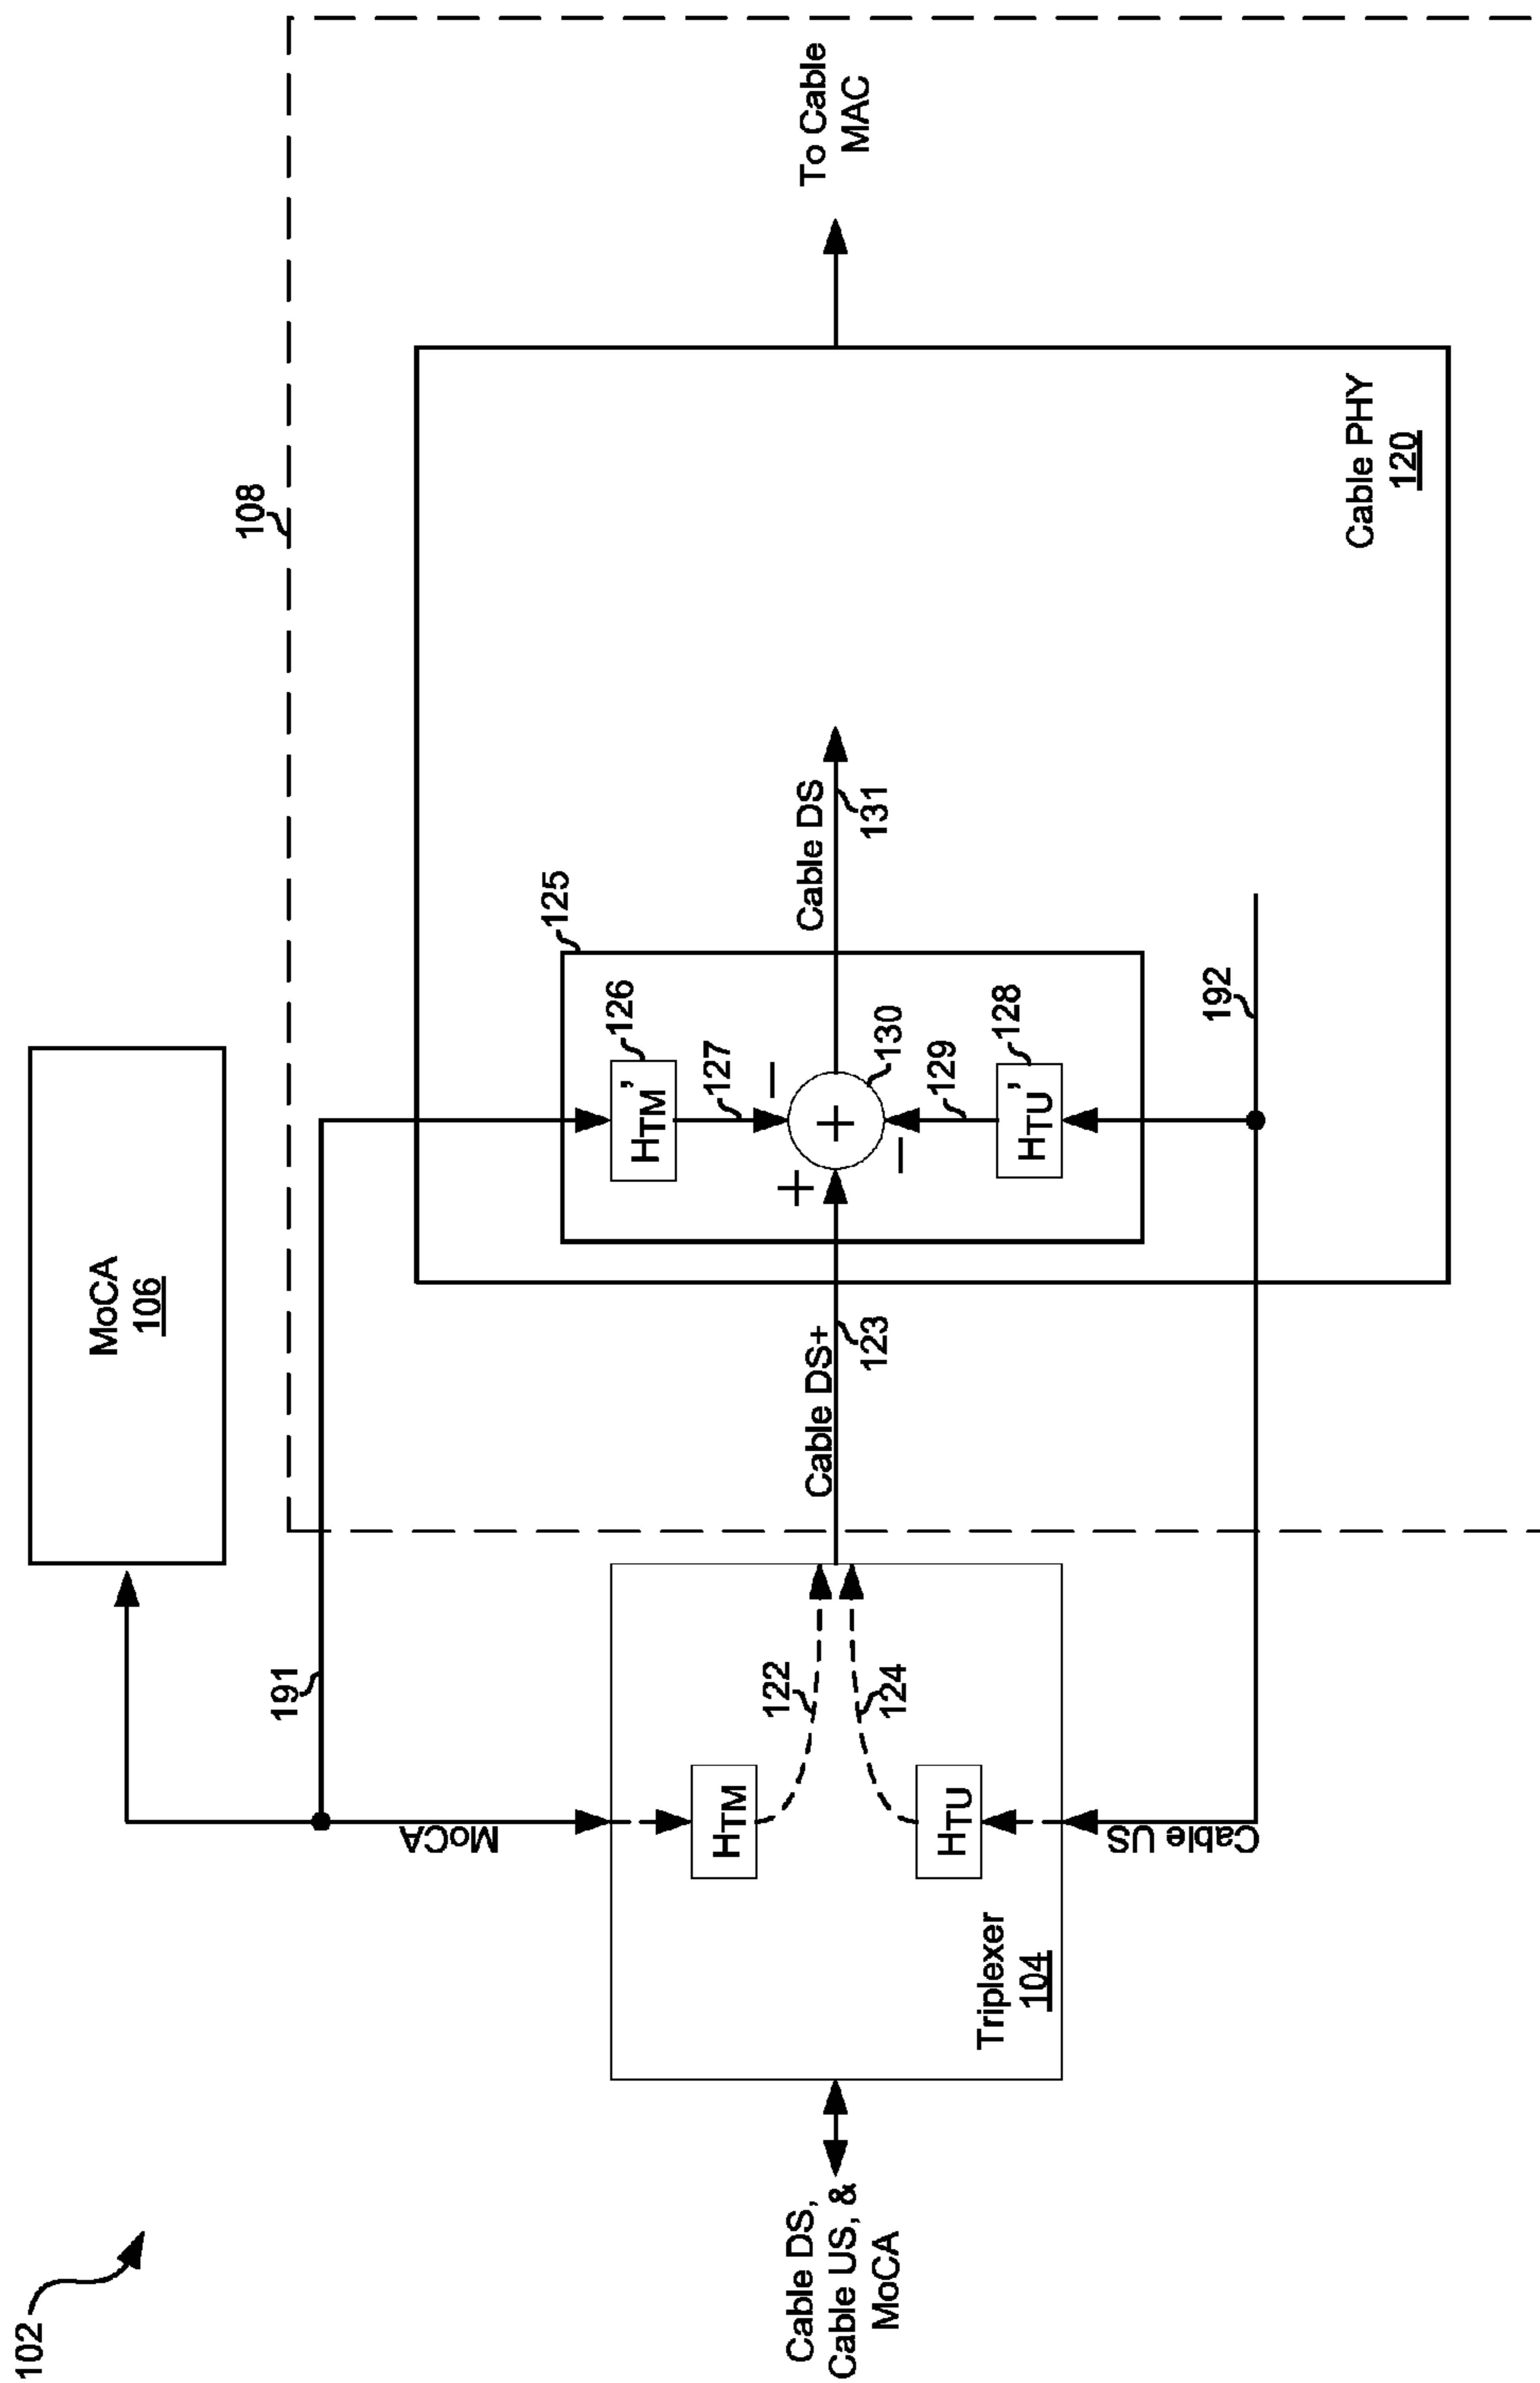 102
MoCA
106
108
191
MoCA
Cable DS,
Cable US, &
MoCA
Triplexer
104
HTM
122
HTU
124
Cable US
Cable DS+
123
125
HTM'
126
127
−
+
+
130
−
129
HTU'
128
Cable DS
131
192
Cable PHY
120
To Cable
MAC